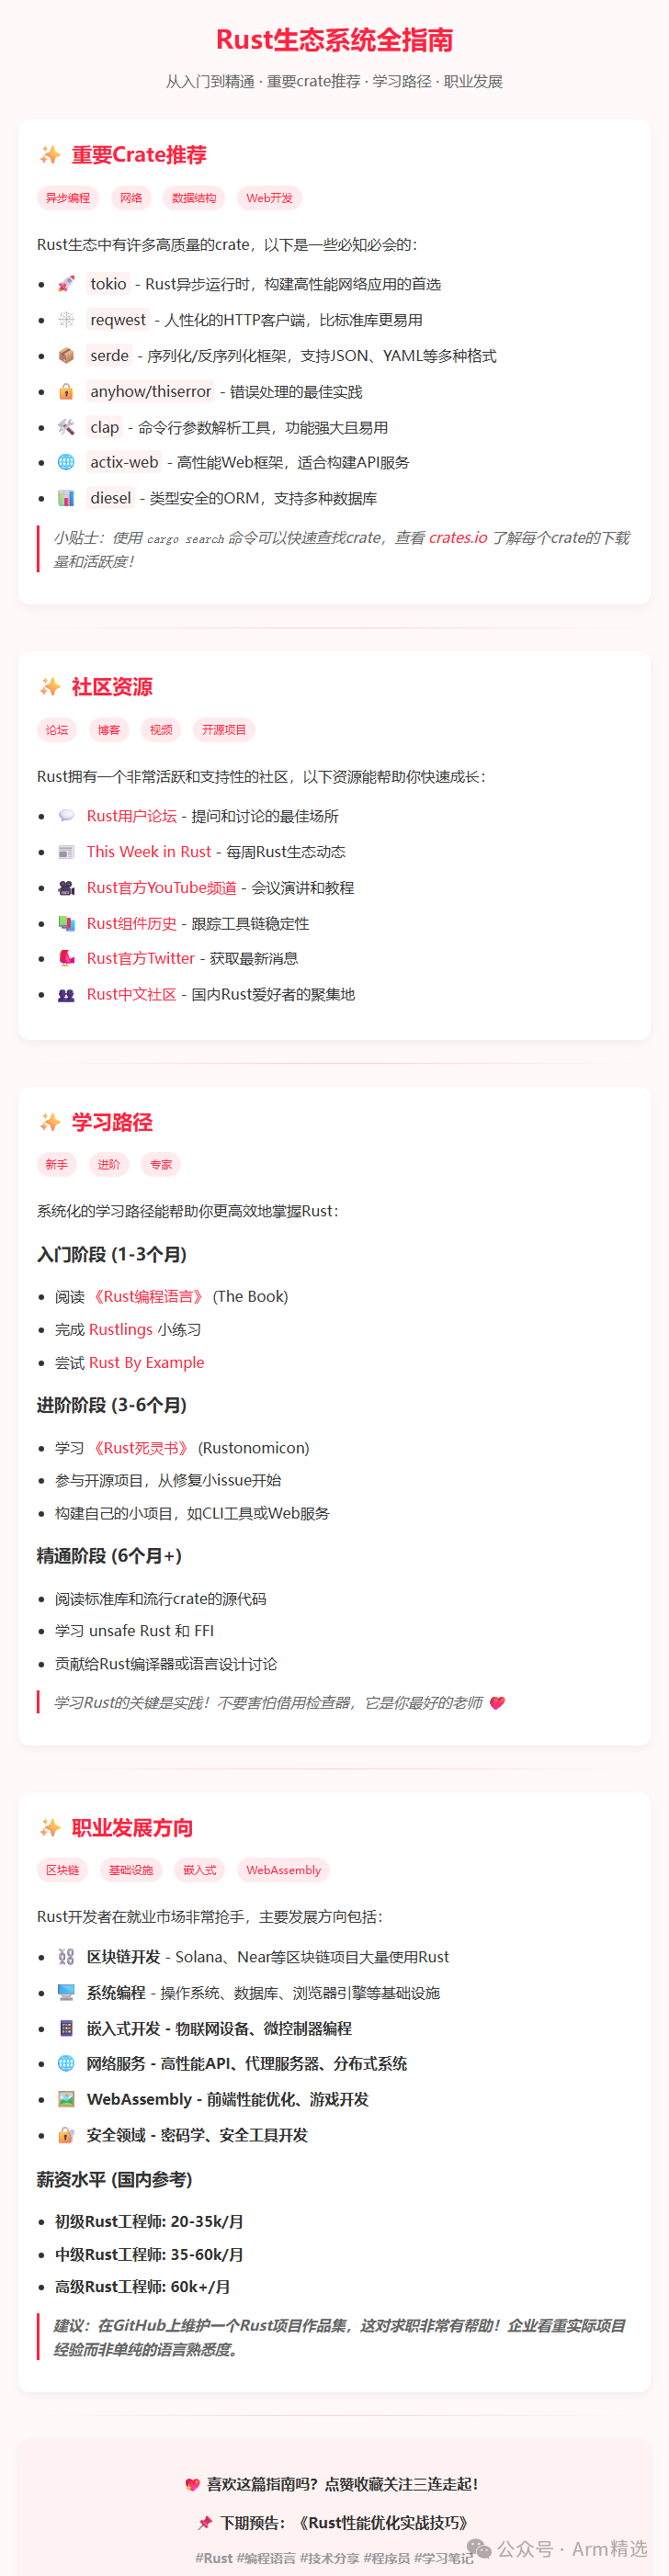 Rust生态系统全指南
从入门到精通 · 重要crate推荐 · 学习路径 · 职业发展
✨ 重要Crate推荐
异步编程 网络 数据结构 Web开发
Rust生态中有许多高质量的crate，以下是一些必知必会的：
• 🚀 tokio - Rust异步运行时，构建高性能网络应用的首选
• 🕸️ reqwest - 人性化的HTTP客户端，比标准库更易用
• 📦 serde - 序列化/反序列化框架，支持JSON、YAML等多种格式
• 🔒 anyhow/thiserror - 错误处理的最佳实践
• 🛠️ clap - 命令行参数解析工具，功能强大且易用
• 🌐 actix-web - 高性能Web框架，适合构建API服务
• 📊 diesel - 类型安全的ORM，支持多种数据库
小贴士：使用 cargo search 命令可以快速查找crate，查看 crates.io 了解每个crate的下载
量和活跃度！
✨ 社区资源
论坛 博客 视频 开源项目
Rust拥有一个非常活跃和支持性的社区，以下资源能帮助你快速成长：
• 💬 Rust用户论坛 - 提问和讨论的最佳场所
• 📰 This Week in Rust - 每周Rust生态动态
• 🎥 Rust官方YouTube频道 - 会议演讲和教程
• 📚 Rust组件历史 - 跟踪工具链稳定性
• 🐦 Rust官方Twitter - 获取最新消息
• 👥 Rust中文社区 - 国内Rust爱好者的聚集地
✨ 学习路径
新手 进阶 专家
系统化的学习路径能帮助你更高效地掌握Rust：
入门阶段 (1-3个月)
• 阅读 《Rust编程语言》 (The Book)
• 完成 Rustlings 小练习
• 尝试 Rust By Example
进阶阶段 (3-6个月)
• 学习 《Rust死灵书》 (Rustonomicon)
• 参与开源项目，从修复小issue开始
• 构建自己的小项目，如CLI工具或Web服务
精通阶段 (6个月+)
• 阅读标准库和流行crate的源代码
• 学习 unsafe Rust 和 FFI
• 贡献给Rust编译器或语言设计讨论
学习Rust的关键是实践！不要害怕借用检查器，它是你最好的老师 ❤️
✨ 职业发展方向
区块链 基础设施 嵌入式 WebAssembly
Rust开发者在就业市场非常抢手，主要发展方向包括：
• ⛓️ 区块链开发 - Solana、Near等区块链项目大量使用Rust
• 🖥️ 系统编程 - 操作系统、数据库、浏览器引擎等基础设施
• 📱 嵌入式开发 - 物联网设备、微控制器编程
• 🌐 网络服务 - 高性能API、代理服务器、分布式系统
• 🖼️ WebAssembly - 前端性能优化、游戏开发
• 🔐 安全领域 - 密码学、安全工具开发
薪资水平 (国内参考)
• 初级Rust工程师: 20-35k/月
• 中级Rust工程师: 35-60k/月
• 高级Rust工程师: 60k+/月
建议：在GitHub上维护一个Rust项目作品集，这对求职非常有帮助！企业看重实际项目
经验而非单纯的语言熟悉度。
💖 喜欢这篇指南吗？点赞收藏关注三连走起！
📌 下期预告：《Rust性能优化实战技巧》
#Rust #编程语言 #技术分享 #程序员 #学习笔记
公众号 · Arm精选